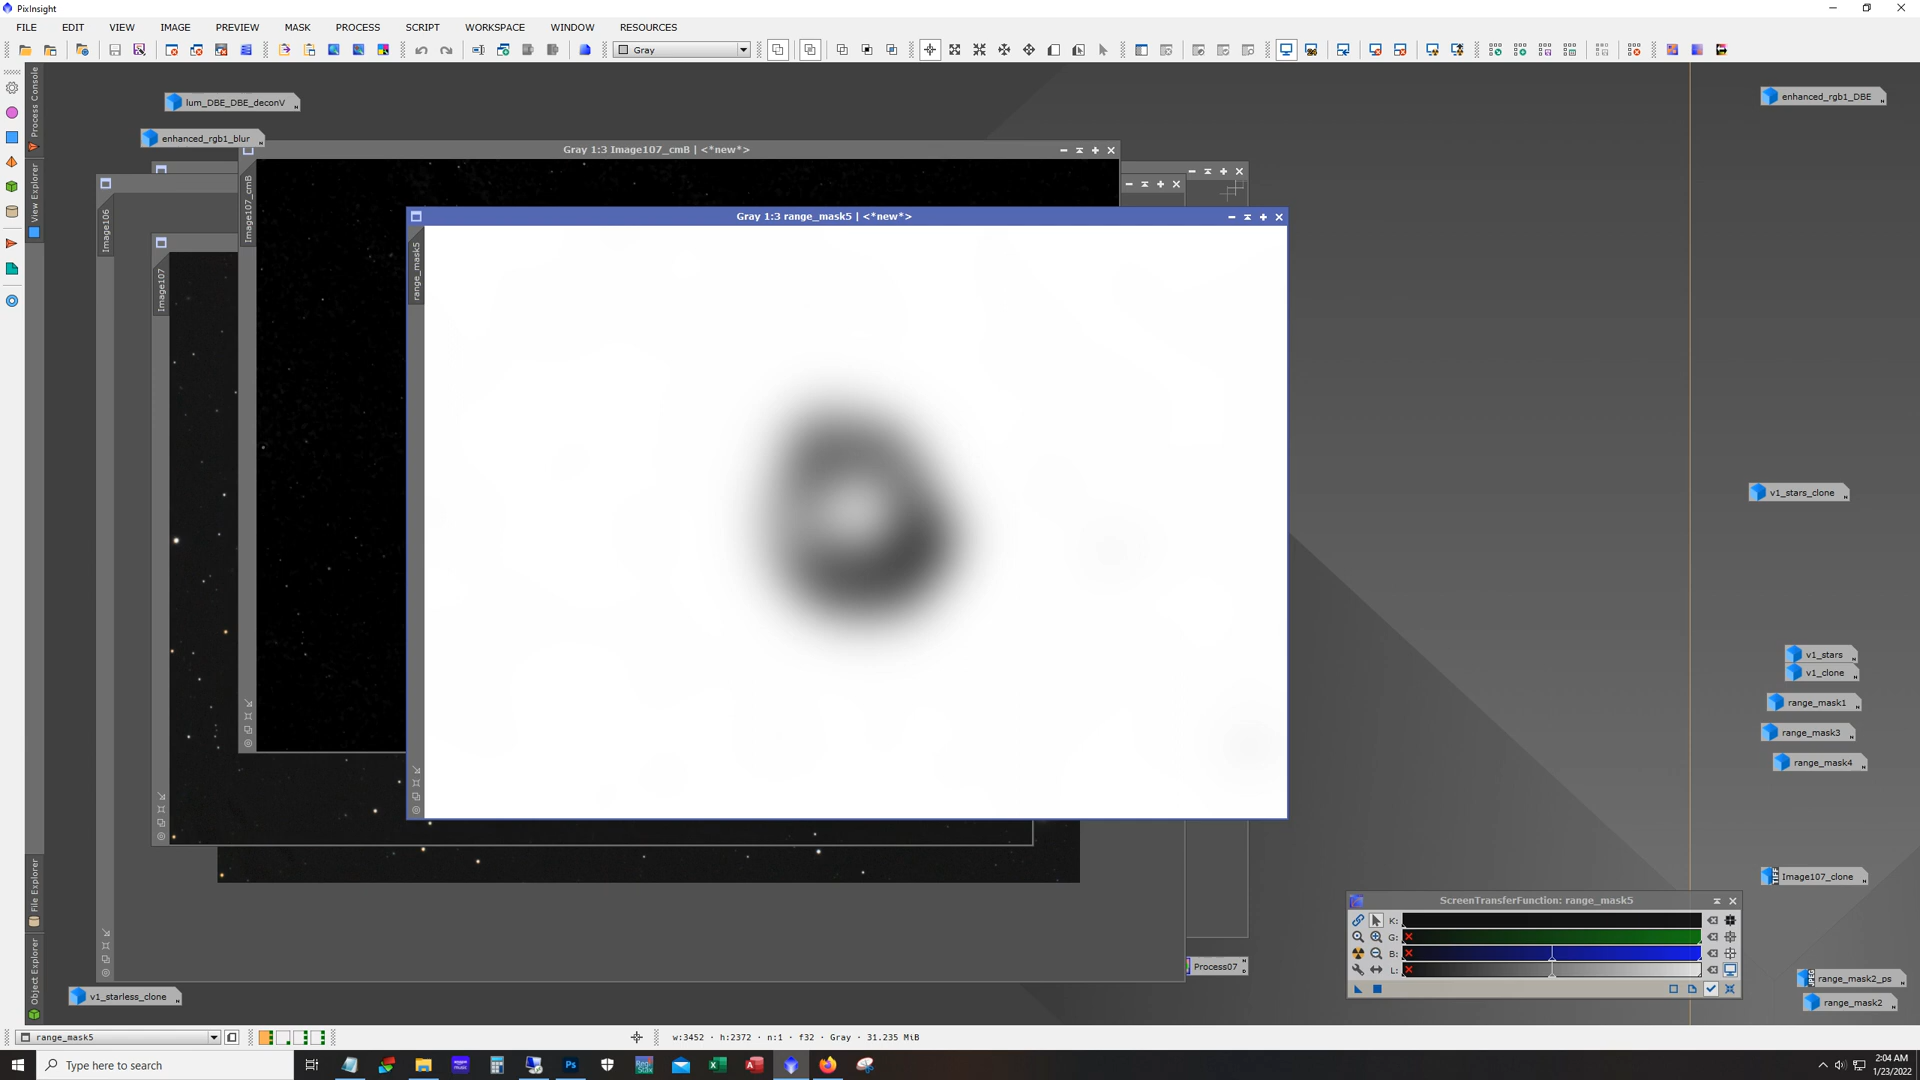 PixInsight
FILE EDIT VIEW IMAGE PREVIEW MASK PROCESS SCRIPT WORKSPACE WINDOW RESOURCES
Gray
Process Console
View Explorer
File Explorer
Object Explorer
lum_DBE_DBE_deconV
enhanced_rgb1_DBE
enhanced_rgb1_blur
Gray 1:3 Image107_cmB | <*new*>
Image107_cmB
Image106
Image107
Gray 1:3 range_mask5 | <*new*>
range_mask5
v1_stars_clone
v1_stars
v1_clone
range_mask1
range_mask3
range_mask4
Image107_clone
ScreenTransferFunction: range_mask5
K:
G:
B:
L:
Process07
range_mask2_ps
range_mask2
v1_starless_clone
range_mask5
w:3452 · h:2372 · n:1 · f32 · Gray · 31.235 MiB
Type here to search
Ps
2:04 AM
1/23/2022